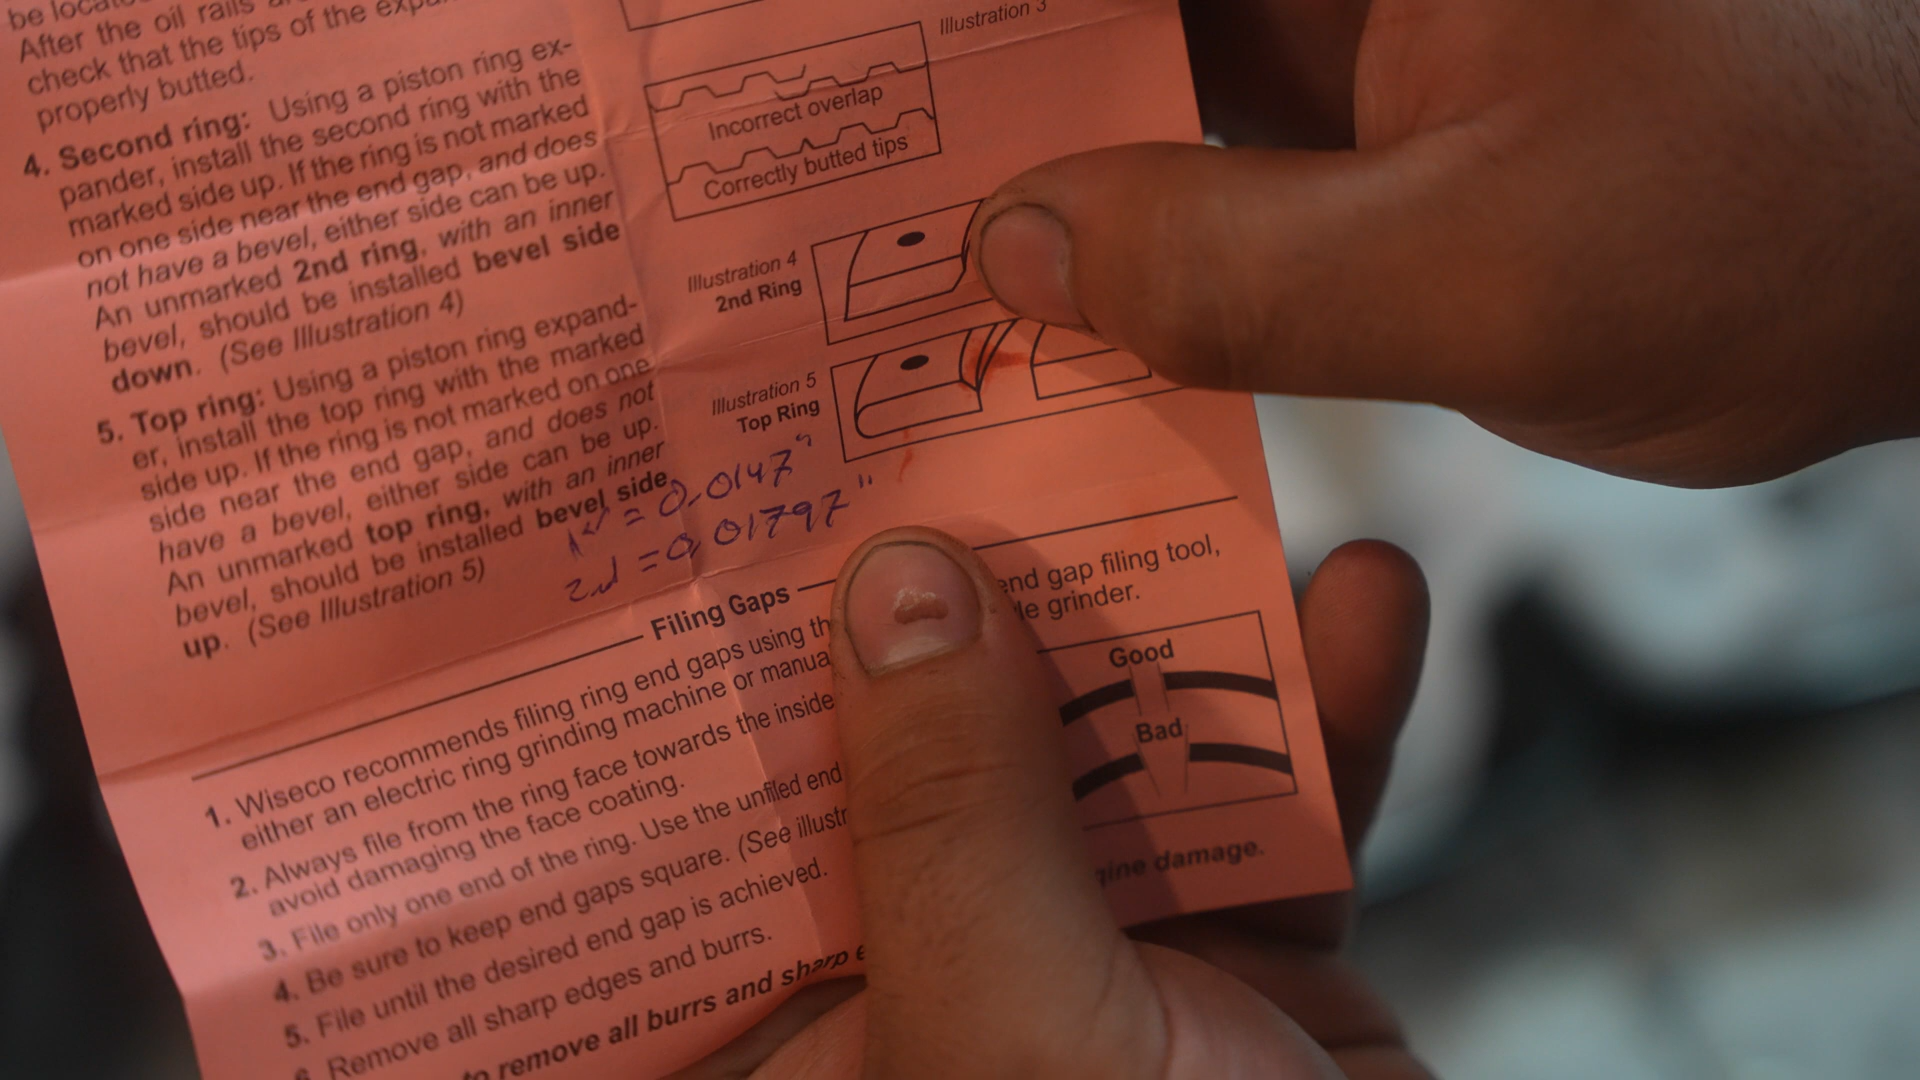 After the oil rails
check that the tips of the
properly butted.
4. Second ring: Using a piston ring ex-
pander, install the second ring with the
marked side up. If the ring is not marked
on one side near the end gap, and does
not have a bevel, either side can be up.
An unmarked 2nd ring, with an inner
bevel, should be installed bevel side
down. (See Illustration 4)
5. Top ring: Using a piston ring expand-
er, install the top ring with the marked
side up. If the ring is not marked on one
side near the end gap, and does not
have a bevel, either side can be up.
An unmarked top ring, with an inner
bevel, should be installed bevel side
up. (See Illustration 5)
Illustration 3
Incorrect overlap
Correctly butted tips
Illustration 4
2nd Ring
Illustration 5
Top Ring
= 0.0147"
2nd = 0,01797"
Filing Gaps
1. Wiseco recommends filing ring end gaps using end gap filing tool,
either an electric ring grinding machine or grinder.
2. Always file from the ring face towards the inside
avoid damaging the face coating.
3. File only one end of the ring. Use the unfiled end
4. Be sure to keep end gaps square. (See
5. File until the desired end gap is achieved.
6. Remove all sharp edges and burrs.
to remove all burrs and sharp
damage.
Good
Bad